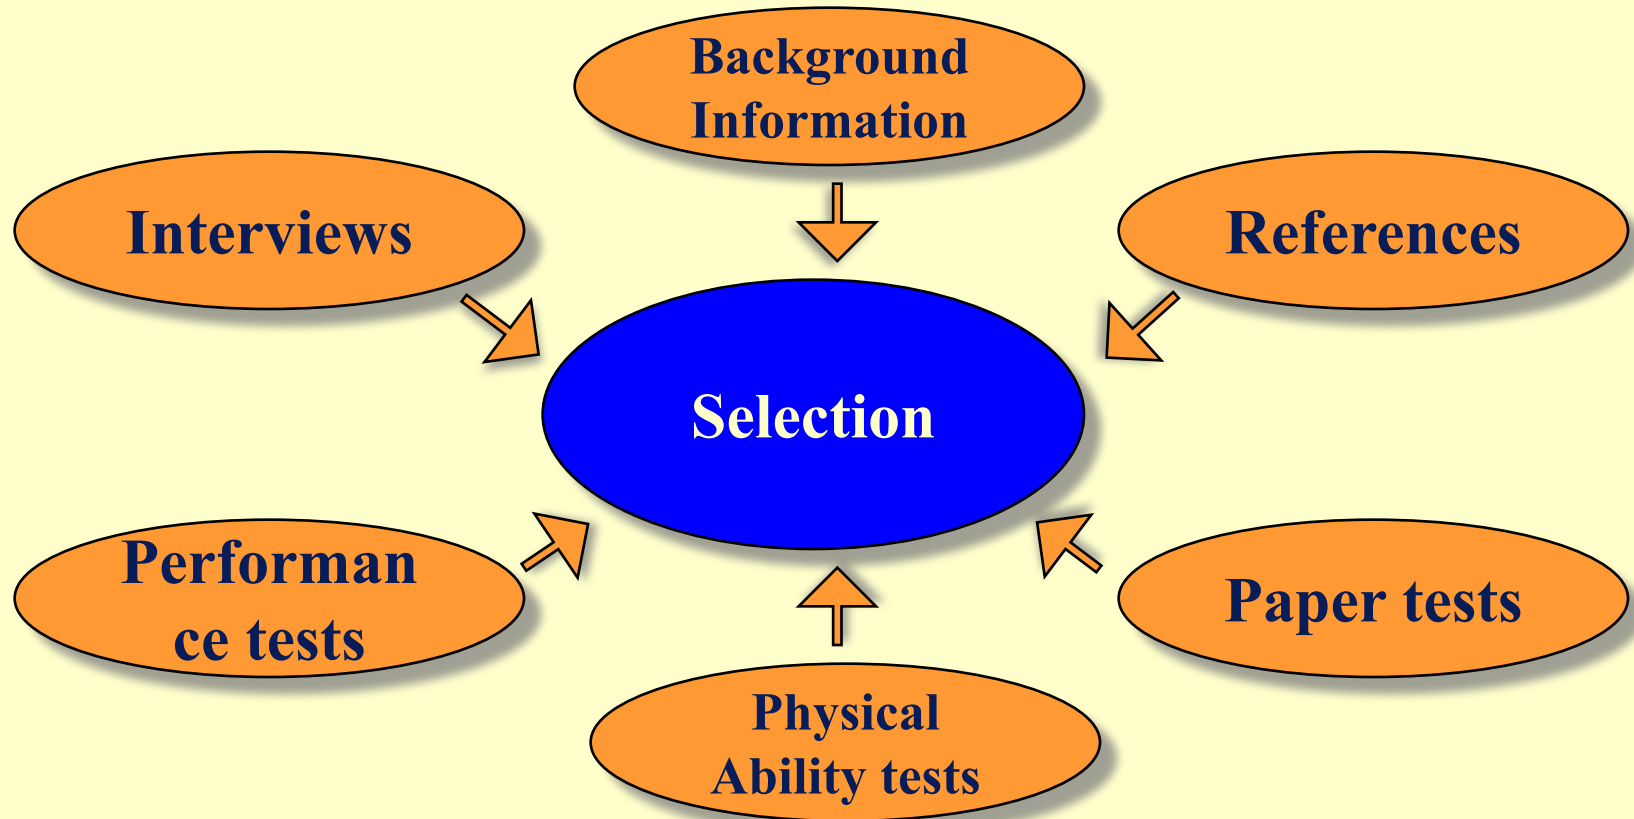 Background
Information
Interviews
References
Selection
Performan
ce tests
Paper tests
Physical
Ability tests